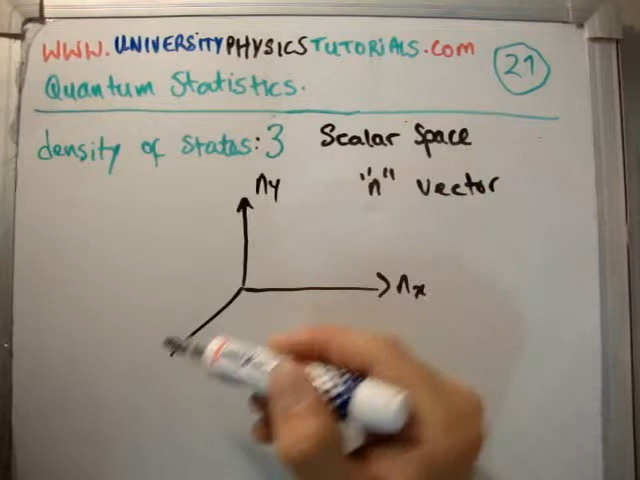 WWW.UNIVERSITYPHYSICSTUTORIALS.COM
21
Quantum Statistics.
density of states: 3 Scalar Space
"n" vector
ny
nx